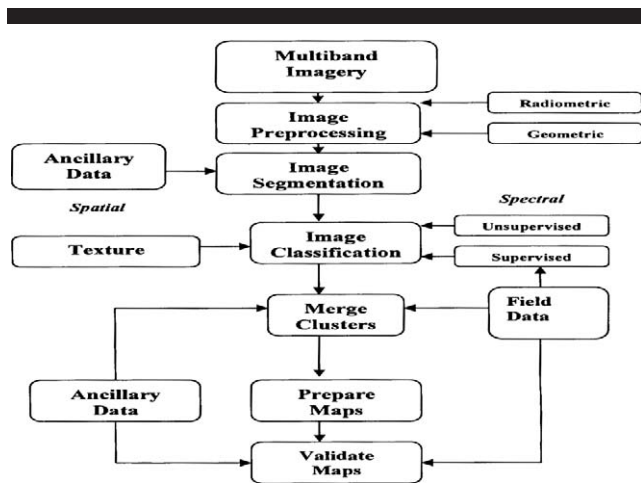 Multiband
Imagery
Radiometric
Image
Preprocessing
Geometric
Ancillary
Data
Image
Segmentation
Spatial
Spectral
Unsupervised
Texture
Image
Classification
Supervised
Merge
Clusters
Field
Data
Ancillary
Data
Prepare
Maps
Validate
Maps